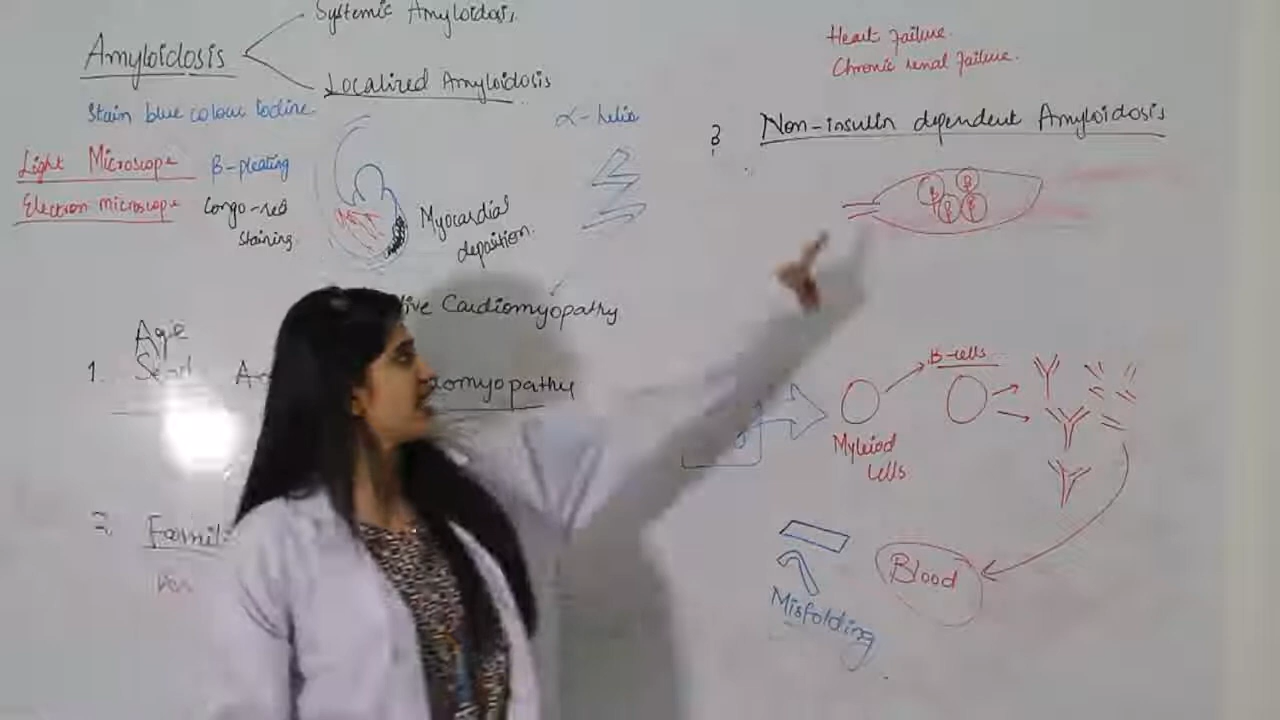 Systemic Amyloidosis
Amyloidosis
Localized Amyloidosis
Stain blue colour Iodine
Light Microscope
β-pleating
Electron microscope
Congo-red
staining
Myocardial
deposition
α-helix
Cardiomyopathy
1.
Age
omyopathy
2
Famili
Heart failure
Chronic renal failure
3
Non-insulin dependent Amyloidosis
β β
β β
B-cells
Myleiod
cells
Blood
Misfolding